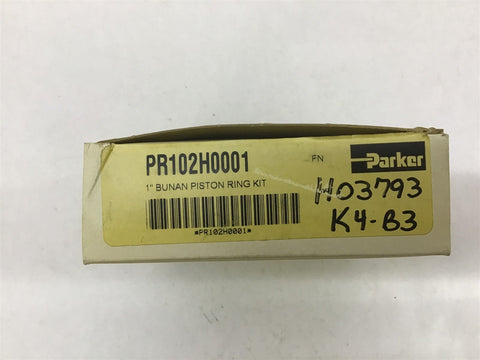 PR102H0001
FN
Parker
1" BUNAN PISTON RING KIT
H03793
K4-B3
*PR102H0001*